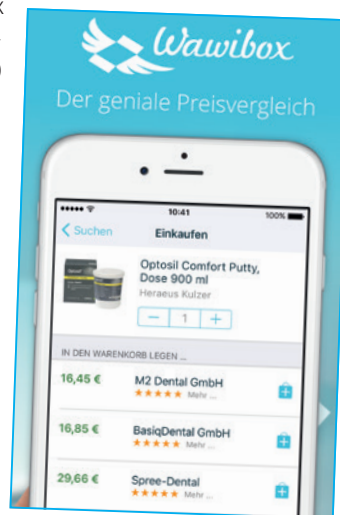 Wawibox
Der geniale Preisvergleich
10:41
100%
Suchen
Einkaufen
Optosil Comfort Putty,
Dose 900 ml
Heraeus Kulzer
− 1 +
IN DEN WARENKORB LEGEN ...
16,45 €
M2 Dental GmbH
Mehr ...
16,85 €
BasiqDental GmbH
Mehr ...
29,66 €
Spree-Dental
Mehr ...